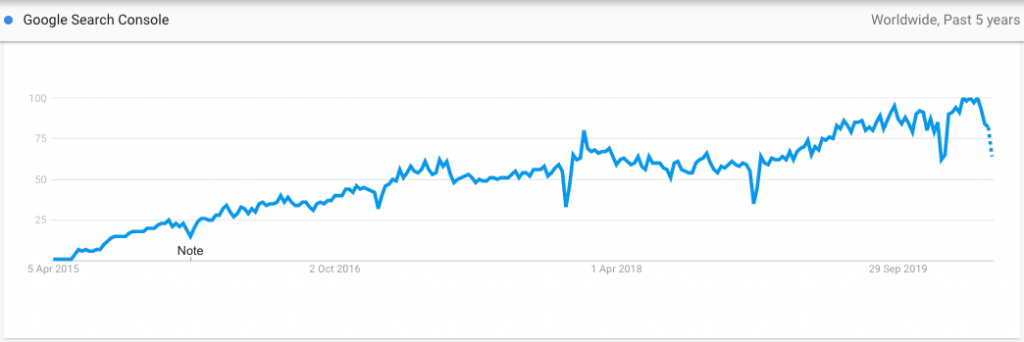 Google Search Console
Worldwide, Past 5 years
100
75
50
25
Note
5 Apr 2015
2 Oct 2016
1 Apr 2018
29 Sep 2019